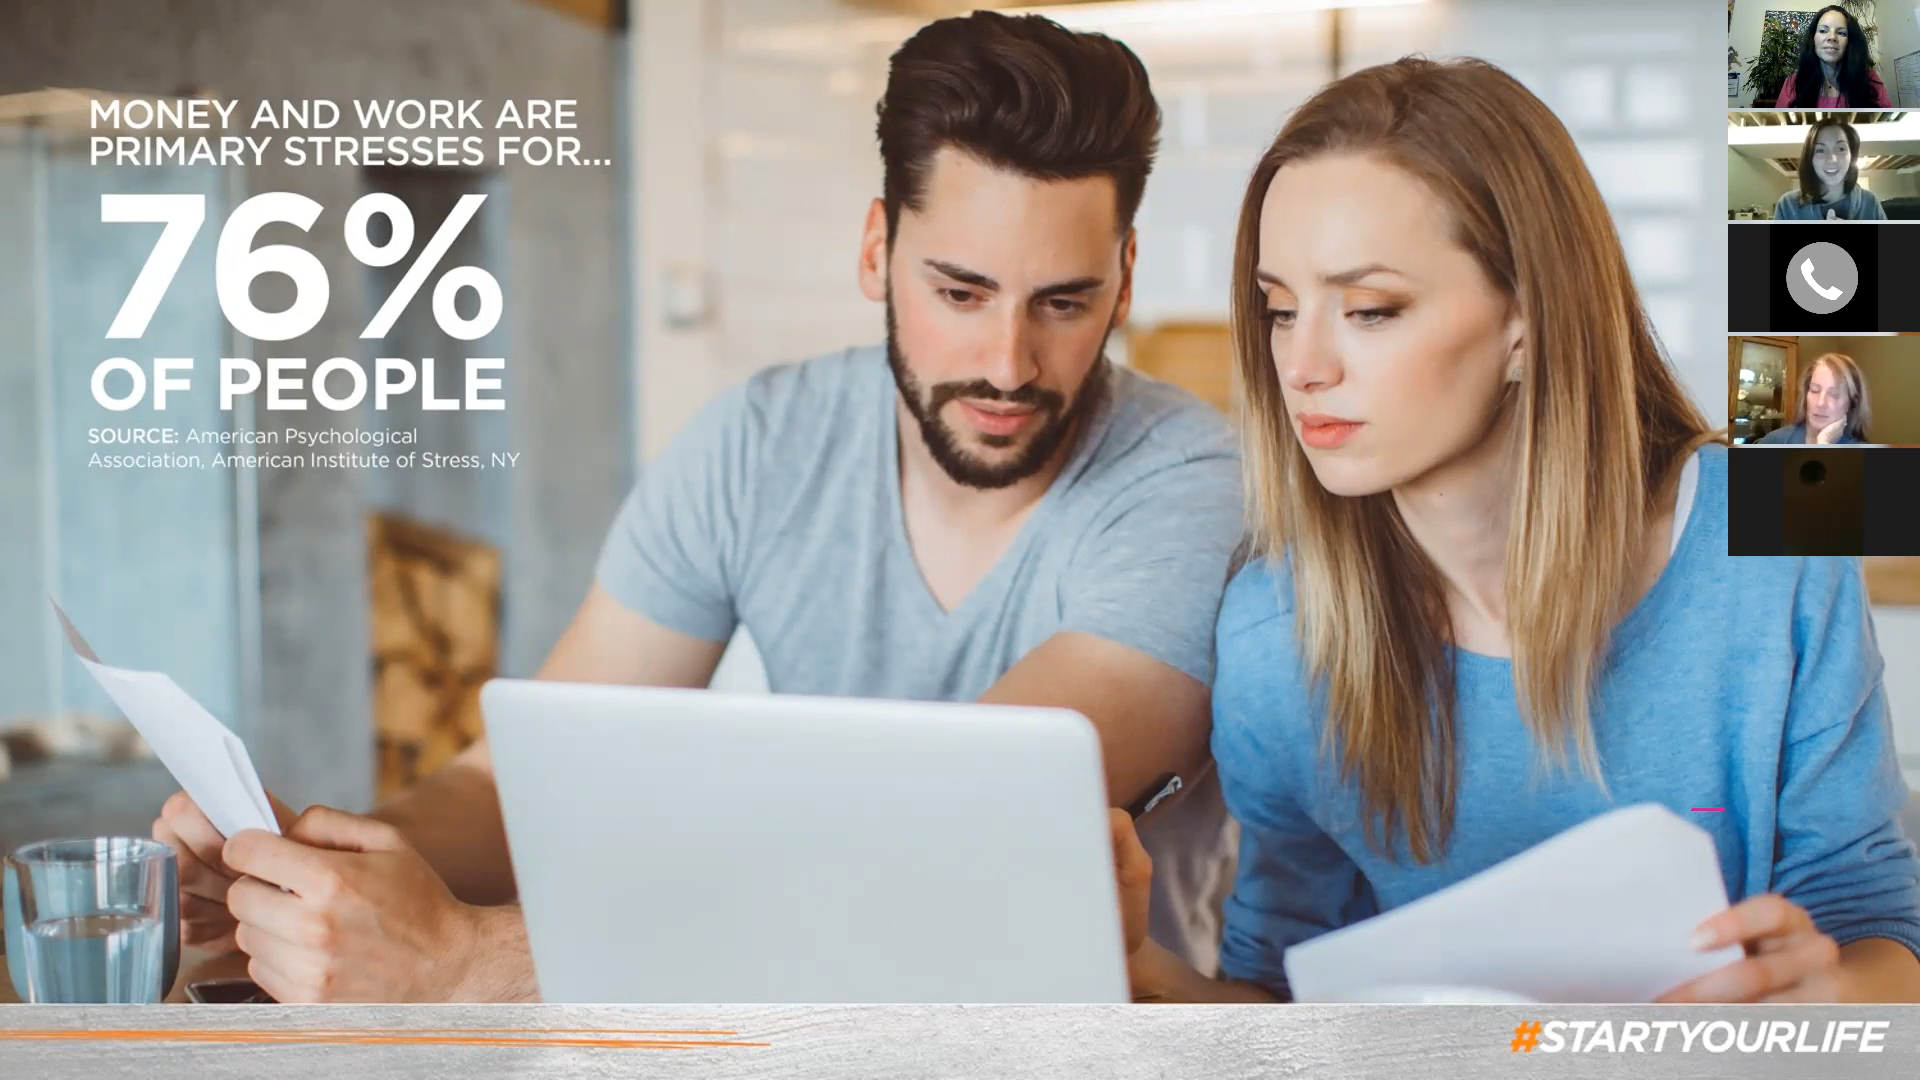 MONEY AND WORK ARE
PRIMARY STRESSES FOR...
76%
OF PEOPLE
SOURCE: American Psychological
Association, American Institute of Stress, NY
#STARTYOURLIFE